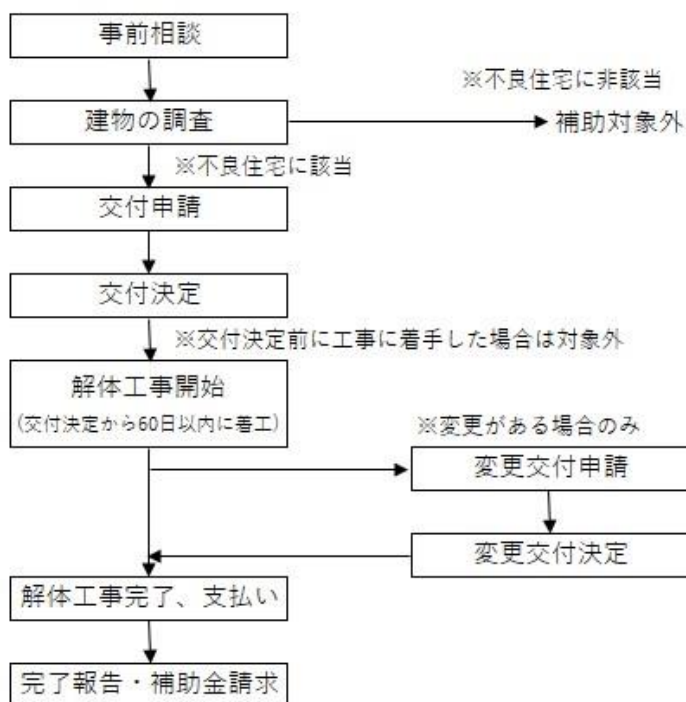 事前相談
※不良住宅に非該当
建物の調査
補助対象外
※不良住宅に該当
交付申請
交付決定
※交付決定前に工事に着手した場合は対象外
解体工事開始
(交付決定から60日以内に着工)
※変更がある場合のみ
変更交付申請
変更交付決定
解体工事完了、支払い
完了報告・補助金請求